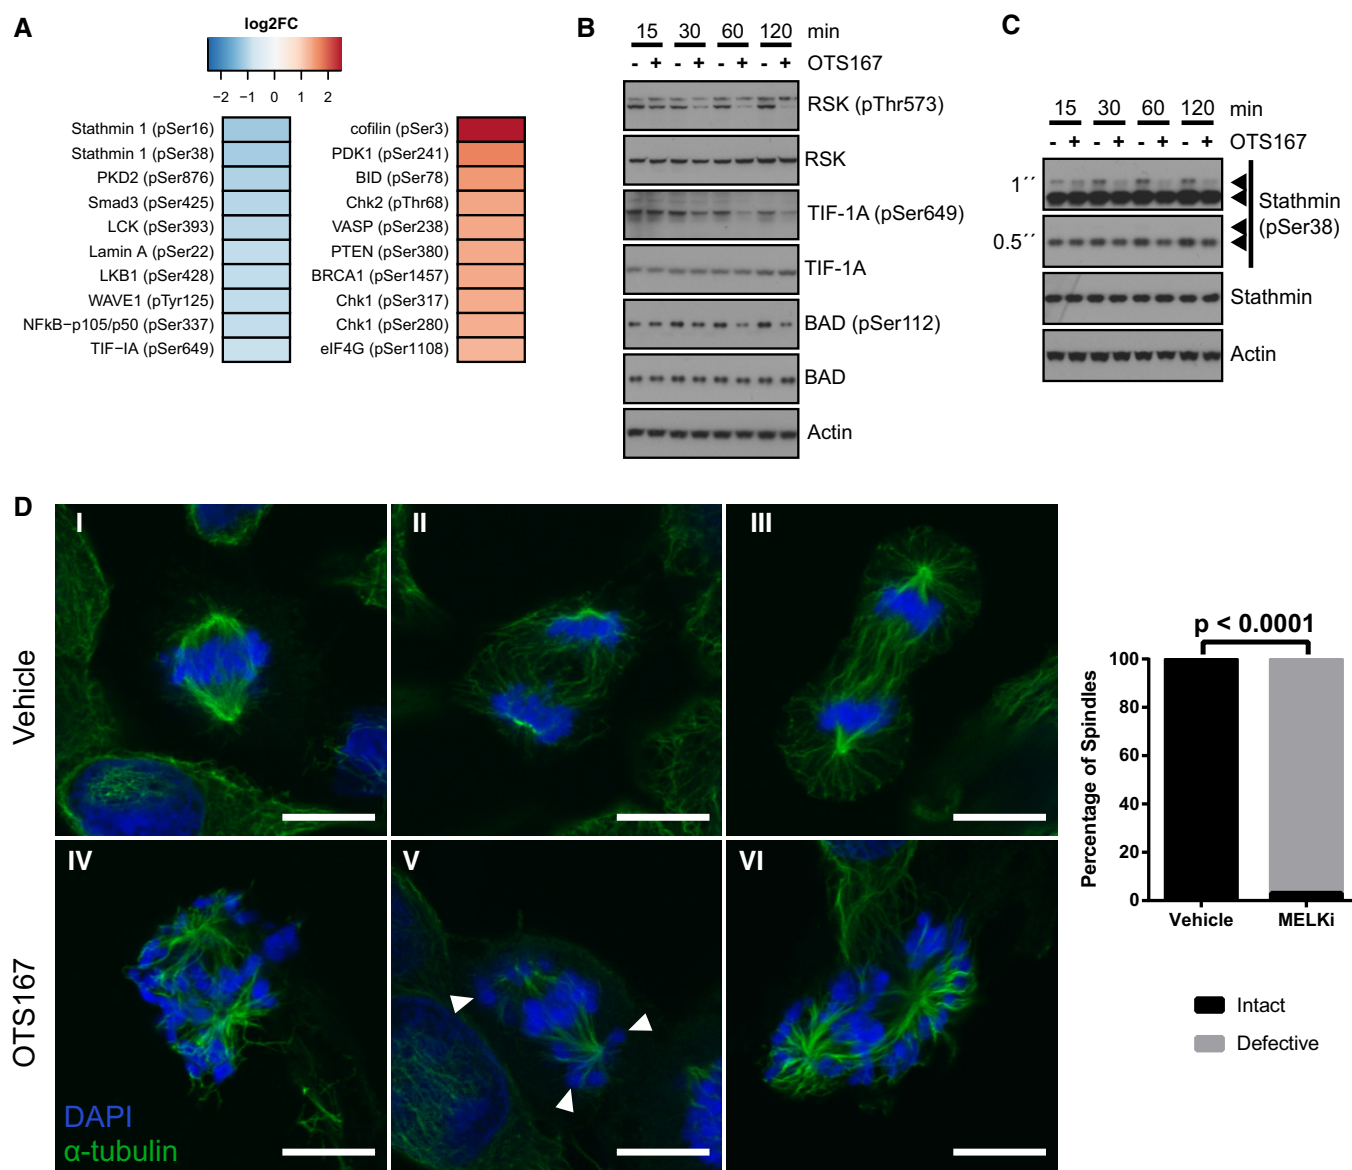 A
log2FC
−2 −1 0 1 2
Stathmin 1 (pSer16)
Stathmin 1 (pSer38)
PKD2 (pSer876)
Smad3 (pSer425)
LCK (pSer393)
Lamin A (pSer22)
LKB1 (pSer428)
WAVE1 (pTyr125)
NFkB−p105/p50 (pSer337)
TIF−IA (pSer649)
cofilin (pSer3)
PDK1 (pSer241)
BID (pSer78)
Chk2 (pThr68)
VASP (pSer238)
PTEN (pSer380)
BRCA1 (pSer1457)
Chk1 (pSer317)
Chk1 (pSer280)
eIF4G (pSer1108)
B
15 30 60 120 min
- + - + - + - + OTS167
RSK (pThr573)
RSK
TIF-1A (pSer649)
TIF-1A
BAD (pSer112)
BAD
Actin
C
15 30 60 120 min
- + - + - + - + OTS167
1´´
0.5´´
Stathmin
(pSer38)
Stathmin
Actin
D
Vehicle
I
II
III
OTS167
IV
V
VI
DAPI
α-tubulin
p < 0.0001
Percentage of Spindles
100
80
60
40
20
0
Vehicle MELKi
Intact
Defective